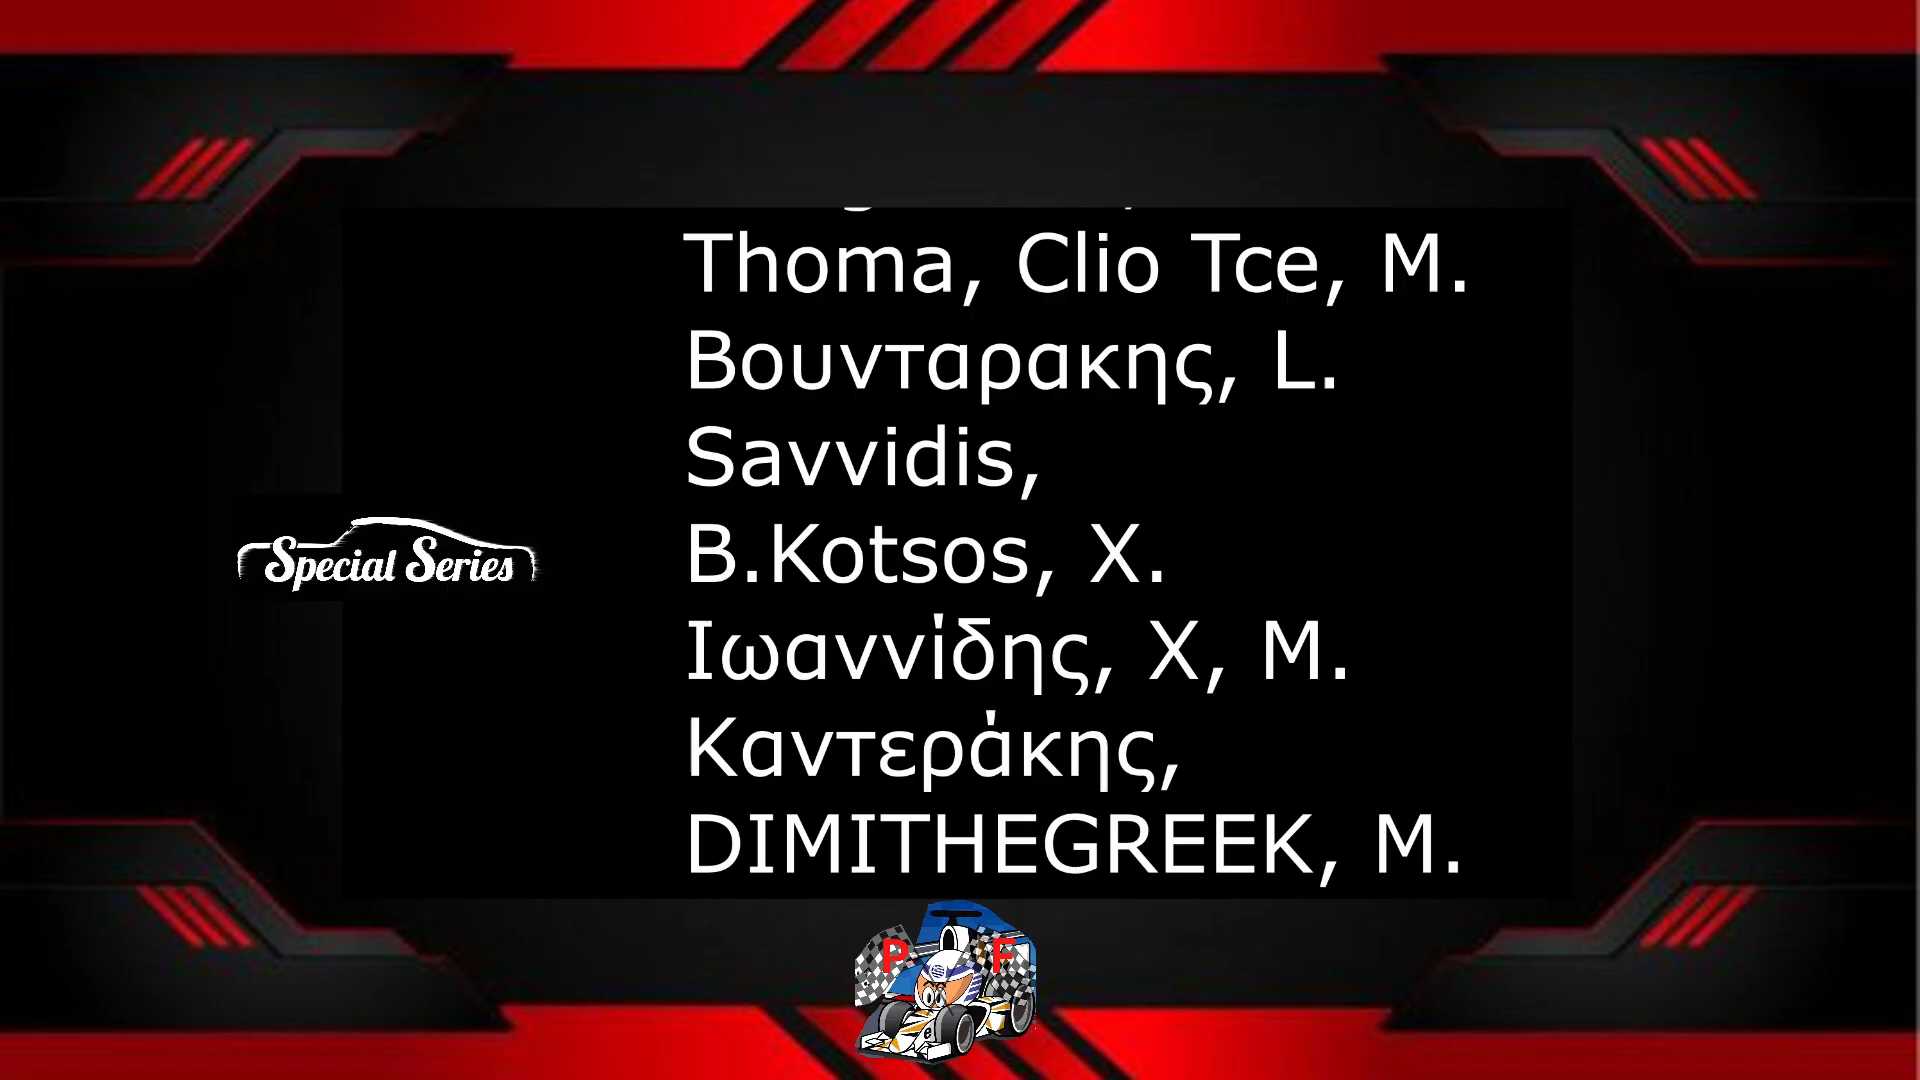 Thoma, Clio Tce, M.
Βουνταρακης, L.
Savvidis,
B.Kotsos, X.
Ιωαννίδης, X, M.
Καντεράκης,
DIMITHEGREEK, M.
Special Series
P F